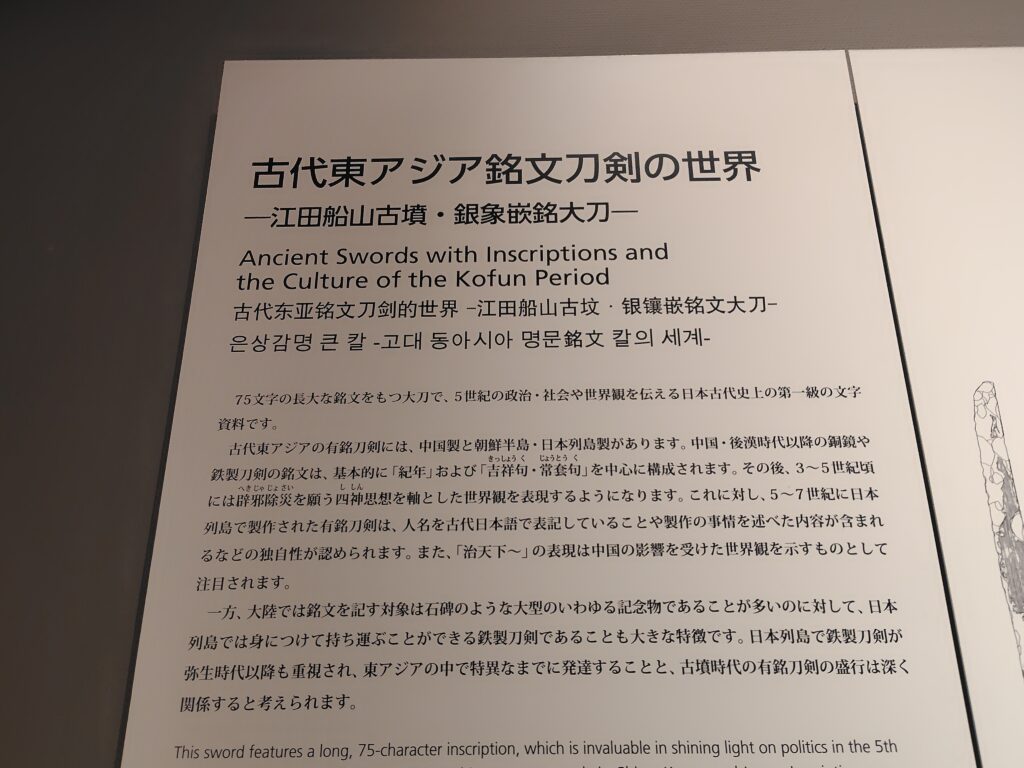 古代東アジア銘文刀剣の世界
―江田船山古墳・銀象嵌銘大刀―
Ancient Swords with Inscriptions and
the Culture of the Kofun Period
古代东亚铭文刀剑的世界 –江田船山古坟・银镶嵌铭文大刀–
은상감명 큰 칼 -고대 동아시아 명문銘文 칼의 세계-
75文字の長大な銘文をもつ大刀で、5世紀の政治・社会や世界観を伝える日本古代史上の第一級の文字
資料です。
古代東アジアの有銘刀剣には、中国製と朝鮮半島・日本列島製があります。中国・後漢時代以降の銅鏡や
鉄製刀剣の銘文は、基本的に「紀年」および「吉祥句・常套句」を中心に構成されます。その後、3～5世紀頃
には辟邪除災を願う四神思想を軸とした世界観を表現するようになります。これに対し、5～7世紀に日本
列島で製作された有銘刀剣は、人名を古代日本語で表記していることや製作の事情を述べた内容が含まれ
るなどの独自性が認められます。また、「治天下～」の表現は中国の影響を受けた世界観を示すものとして
注目されます。
一方、大陸では銘文を記す対象は石碑のような大型のいわゆる記念物であることが多いのに対して、日本
列島では身につけて持ち運ぶことができる鉄製刀剣であることも大きな特徴です。日本列島で鉄製刀剣が
弥生時代以降も重視され、東アジアの中で特異なまでに発達することと、古墳時代の有銘刀剣の盛行は深く
関係すると考えられます。
This sword features a long, 75-character inscription, which is invaluable in shining light on politics in the 5th